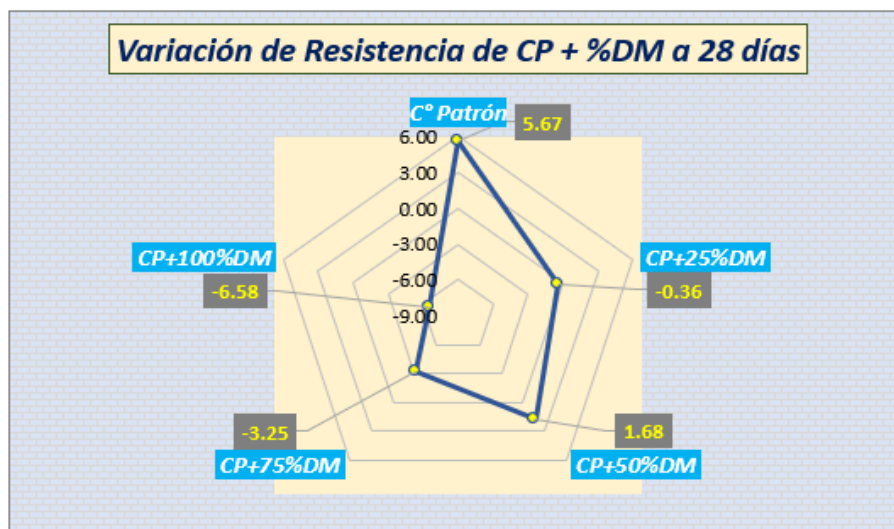 Variación de Resistencia de CP + %DM a 28 días
C° Patrón
5.67
6.00
3.00
0.00
-3.00
-6.00
-9.00
CP+100%DM
-6.58
CP+25%DM
-0.36
-3.25
CP+75%DM
1.68
CP+50%DM